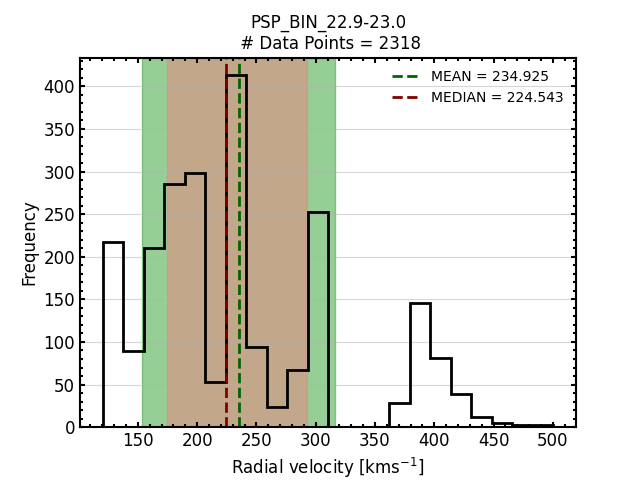 PSP_BIN_22.9-23.0
# Data Points = 2318
MEAN = 234.925
MEDIAN = 224.543
Frequency
400
350
300
250
200
150
100
50
0
150 200 250 300 350 400 450 500
Radial velocity [kms⁻¹]